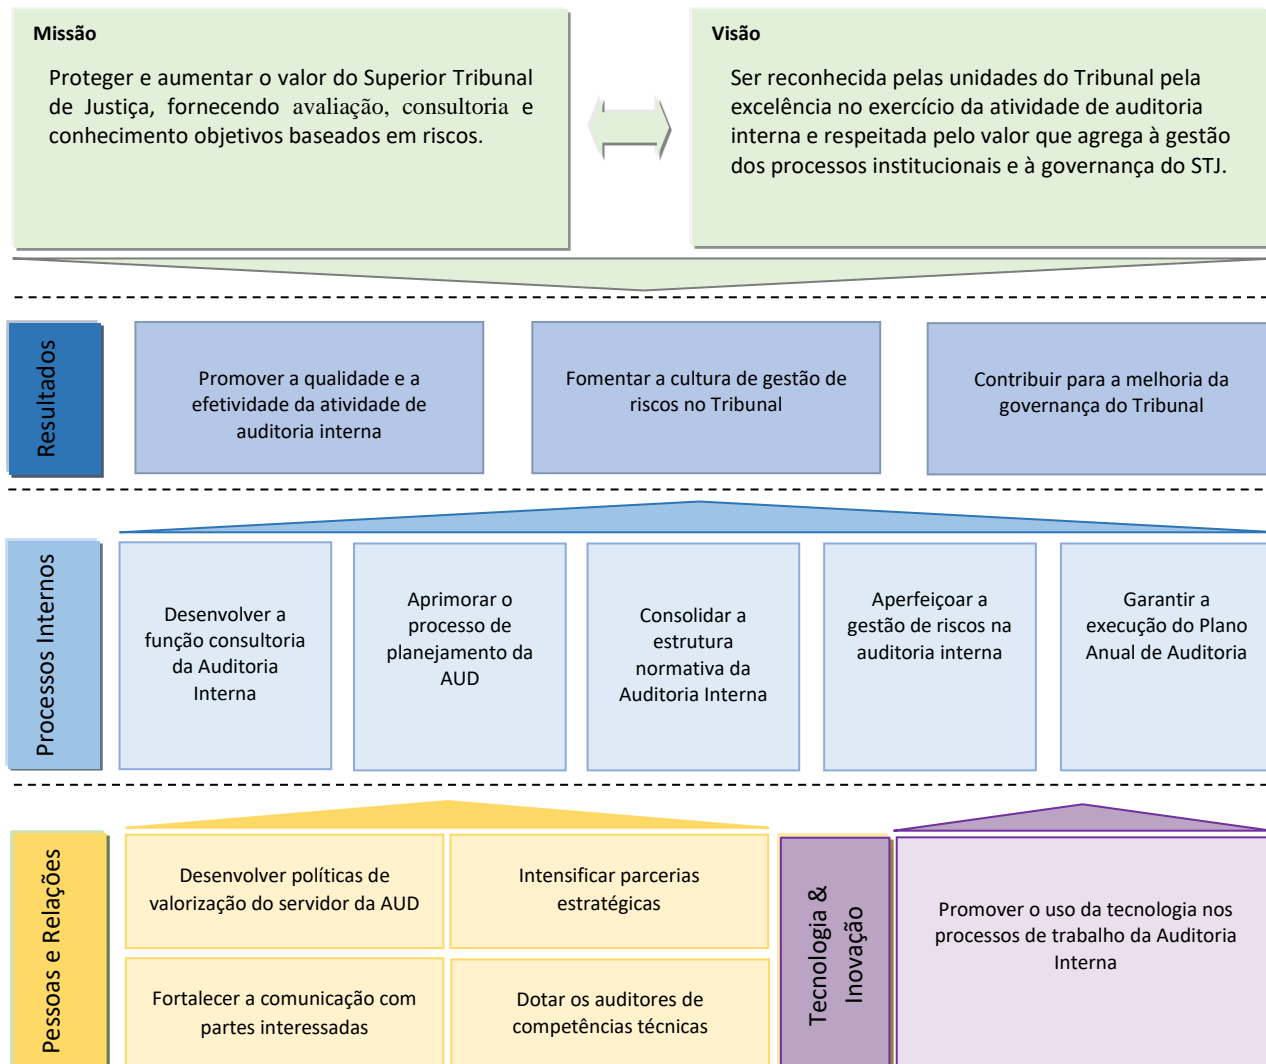 Missão
Proteger e aumentar o valor do Superior Tribunal
de Justiça, fornecendo avaliação, consultoria e
conhecimento objetivos baseados em riscos.
Visão
Ser reconhecida pelas unidades do Tribunal pela
excelência no exercício da atividade de auditoria
interna e respeitada pelo valor que agrega à gestão
dos processos institucionais e à governança do STJ.
Resultados
Promover a qualidade e a
efetividade da atividade de
auditoria interna
Fomentar a cultura de gestão de
riscos no Tribunal
Contribuir para a melhoria da
governança do Tribunal
Processos Internos
Desenvolver a
função consultoria
da Auditoria
Interna
Aprimorar o
processo de
planejamento da
AUD
Consolidar a
estrutura
normativa da
Auditoria Interna
Aperfeiçoar a
gestão de riscos na
auditoria interna
Garantir a
execução do Plano
Anual de Auditoria
Pessoas e Relações
Desenvolver políticas de
valorização do servidor da AUD
Intensificar parcerias
estratégicas
Fortalecer a comunicação com
partes interessadas
Dotar os auditores de
competências técnicas
Tecnologia &
Inovação
Promover o uso da tecnologia nos
processos de trabalho da Auditoria
Interna